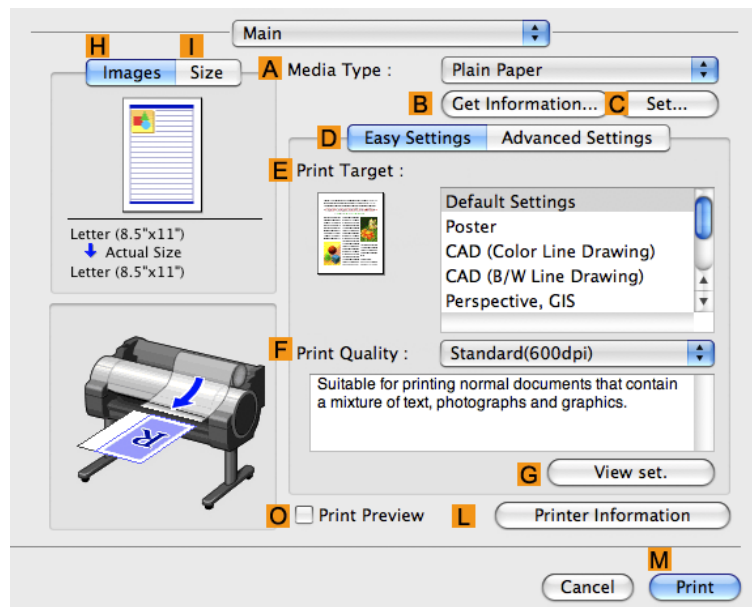 Main
H I
Images Size
A Media Type : Plain Paper
B Get Information... C Set...
D Easy Settings Advanced Settings
E Print Target :
Default Settings
Poster
CAD (Color Line Drawing)
CAD (B/W Line Drawing)
Perspective, GIS
Letter (8.5"x11")
Actual Size
Letter (8.5"x11")
F Print Quality : Standard(600dpi)
Suitable for printing normal documents that contain
a mixture of text, photographs and graphics.
R
G View set.
O Print Preview L Printer Information
M
Cancel Print